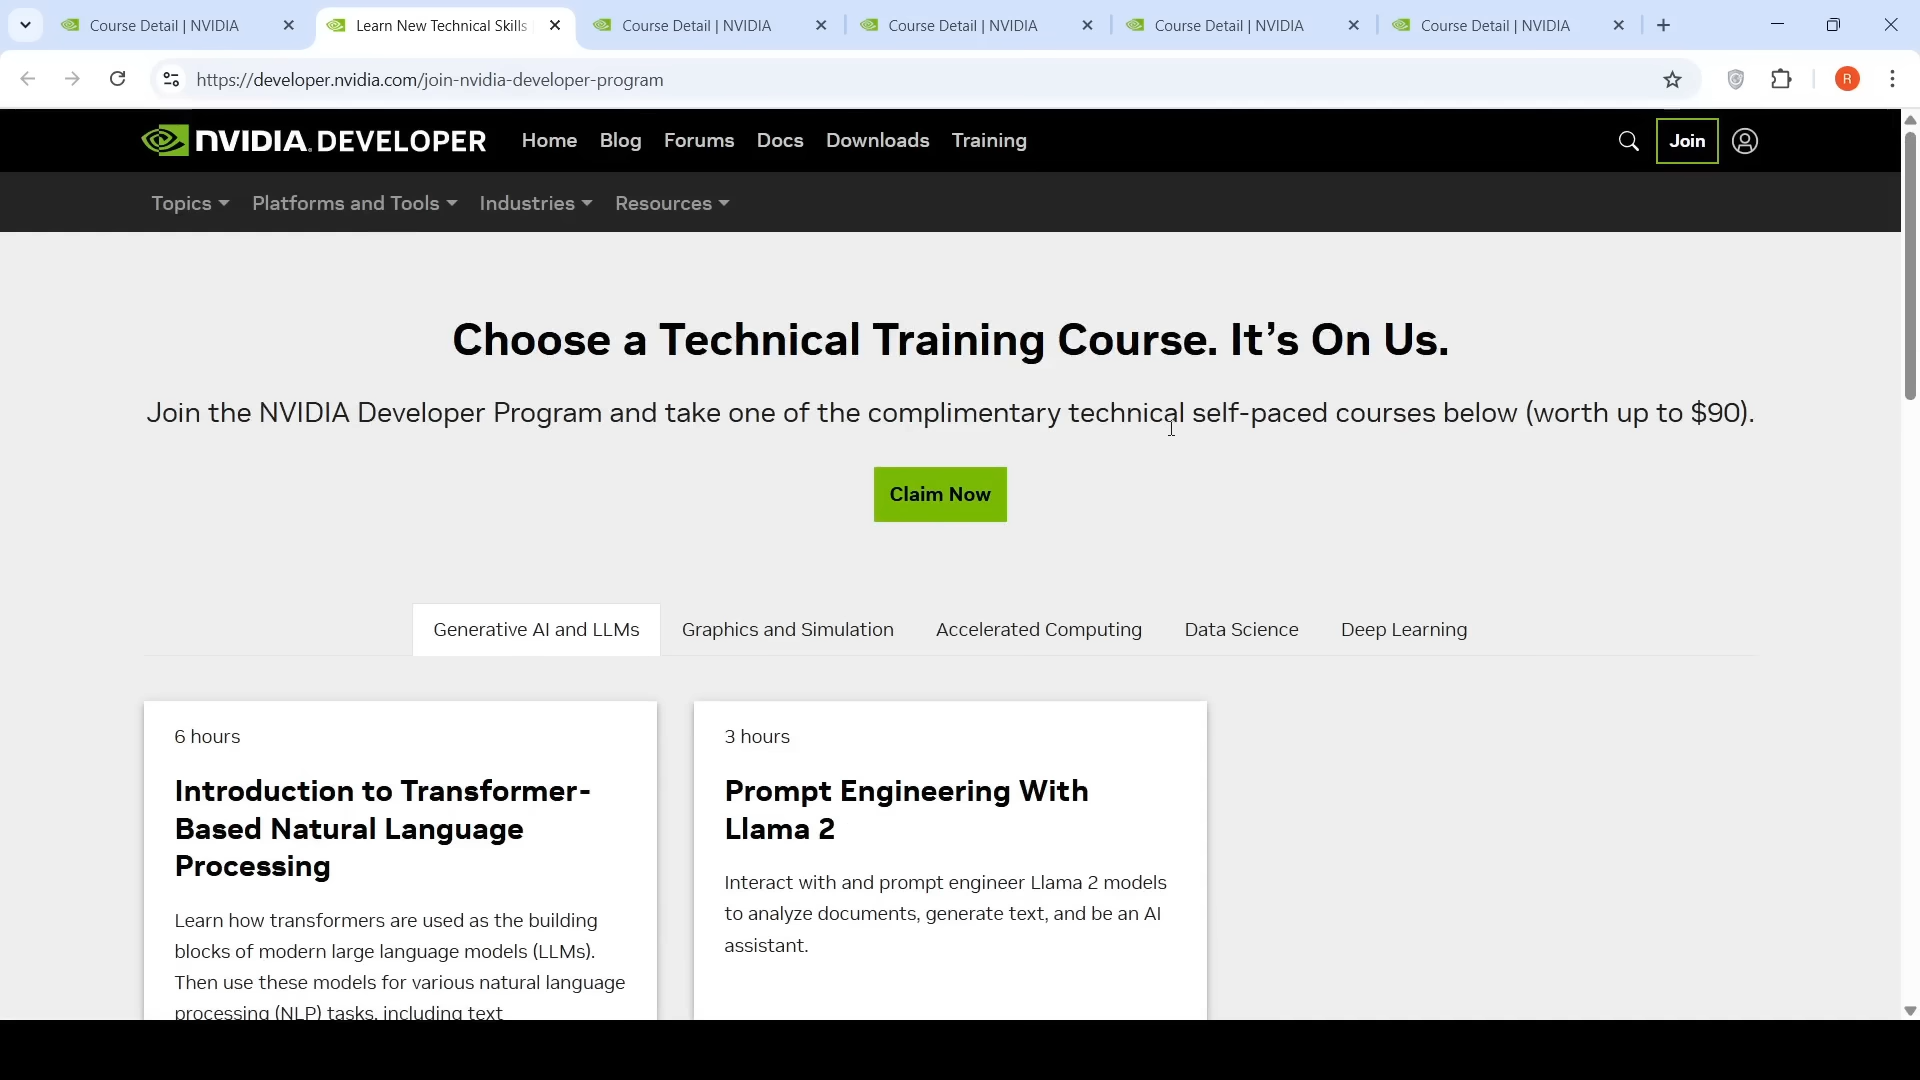 Course Detail | NVIDIA
Learn New Technical Skills
Course Detail | NVIDIA
Course Detail | NVIDIA
Course Detail | NVIDIA
Course Detail | NVIDIA
https://developer.nvidia.com/join-nvidia-developer-program
R
NVIDIA. DEVELOPER
Home
Blog
Forums
Docs
Downloads
Training
Join
Topics
Platforms and Tools
Industries
Resources
Choose a Technical Training Course. It’s On Us.
Join the NVIDIA Developer Program and take one of the complimentary technical self-paced courses below (worth up to $90).
Claim Now
Generative AI and LLMs
Graphics and Simulation
Accelerated Computing
Data Science
Deep Learning
6 hours
Introduction to Transformer-
Based Natural Language
Processing
Learn how transformers are used as the building
blocks of modern large language models (LLMs).
Then use these models for various natural language
processing (NLP) tasks, including text
3 hours
Prompt Engineering With
Llama 2
Interact with and prompt engineer Llama 2 models
to analyze documents, generate text, and be an AI
assistant.